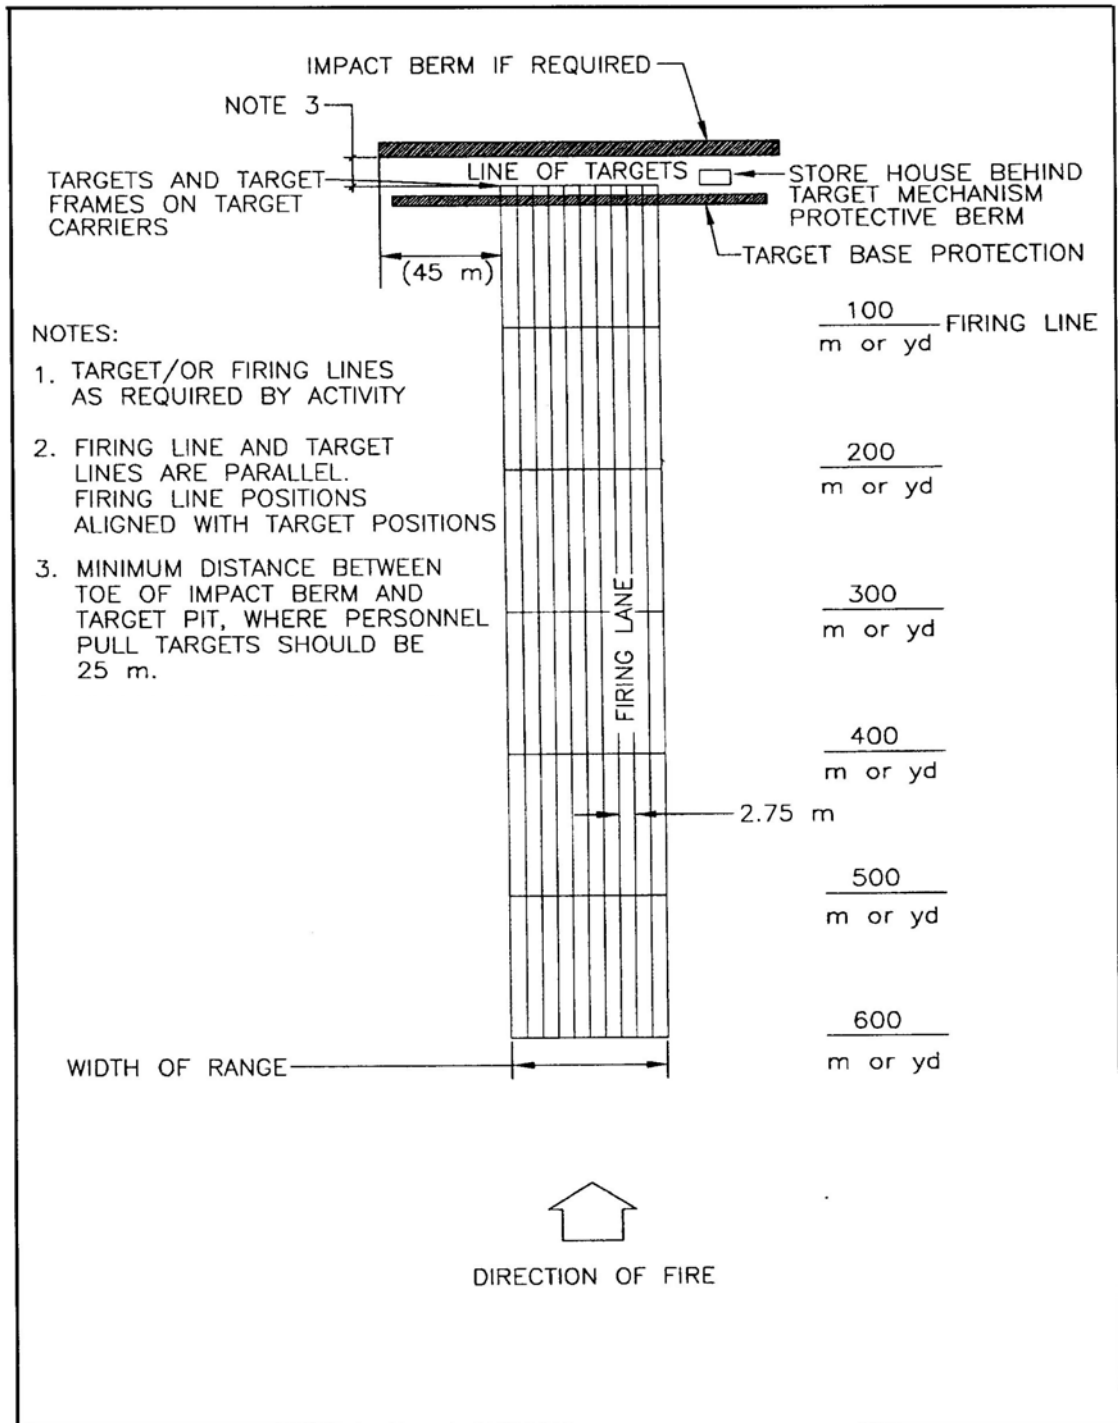 IMPACT BERM IF REQUIRED
NOTE 3
LINE OF TARGETS
TARGETS AND TARGET
FRAMES ON TARGET
CARRIERS
STORE HOUSE BEHIND
TARGET MECHANISM
PROTECTIVE BERM
TARGET BASE PROTECTION
(45 m)
100
m or yd
FIRING LINE
NOTES:
1. TARGET/OR FIRING LINES
AS REQUIRED BY ACTIVITY
2. FIRING LINE AND TARGET
LINES ARE PARALLEL.
FIRING LINE POSITIONS
ALIGNED WITH TARGET POSITIONS
3. MINIMUM DISTANCE BETWEEN
TOE OF IMPACT BERM AND
TARGET PIT, WHERE PERSONNEL
PULL TARGETS SHOULD BE
25 m.
200
m or yd
300
m or yd
FIRING LANE
400
m or yd
2.75 m
500
m or yd
600
m or yd
WIDTH OF RANGE
DIRECTION OF FIRE